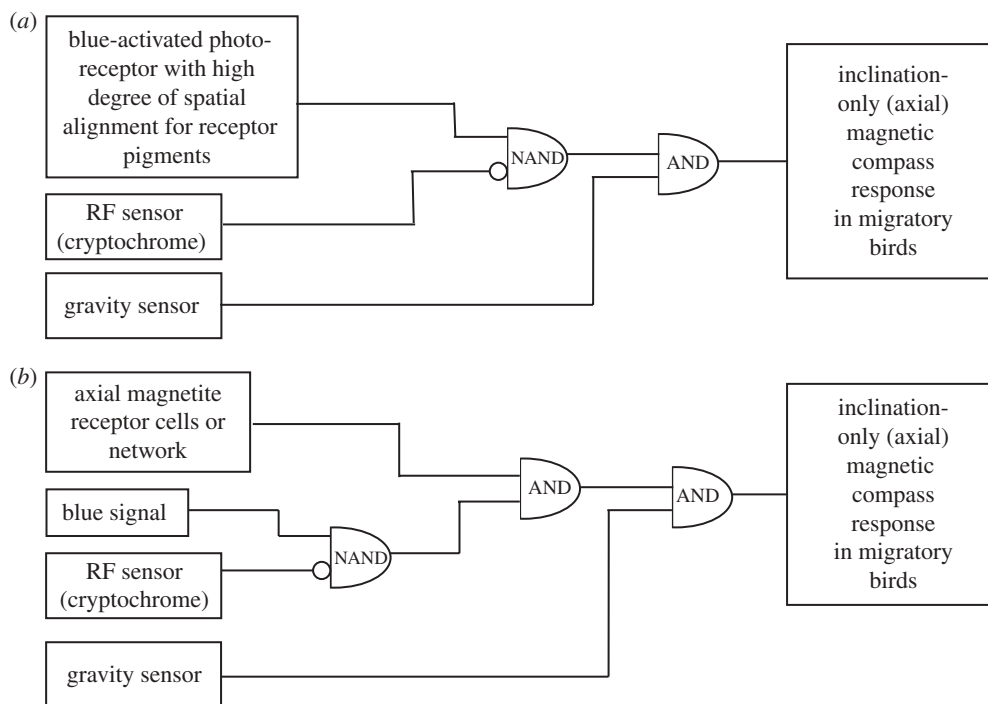 (a)
blue-activated photo-
receptor with high
degree of spatial
alignment for receptor
pigments
RF sensor
(cryptochrome)
gravity sensor
NAND
AND
inclination-
only (axial)
magnetic
compass
response
in migratory
birds
(b)
axial magnetite
receptor cells or
network
blue signal
RF sensor
(cryptochrome)
gravity sensor
NAND
AND
AND
inclination-
only (axial)
magnetic
compass
response
in migratory
birds